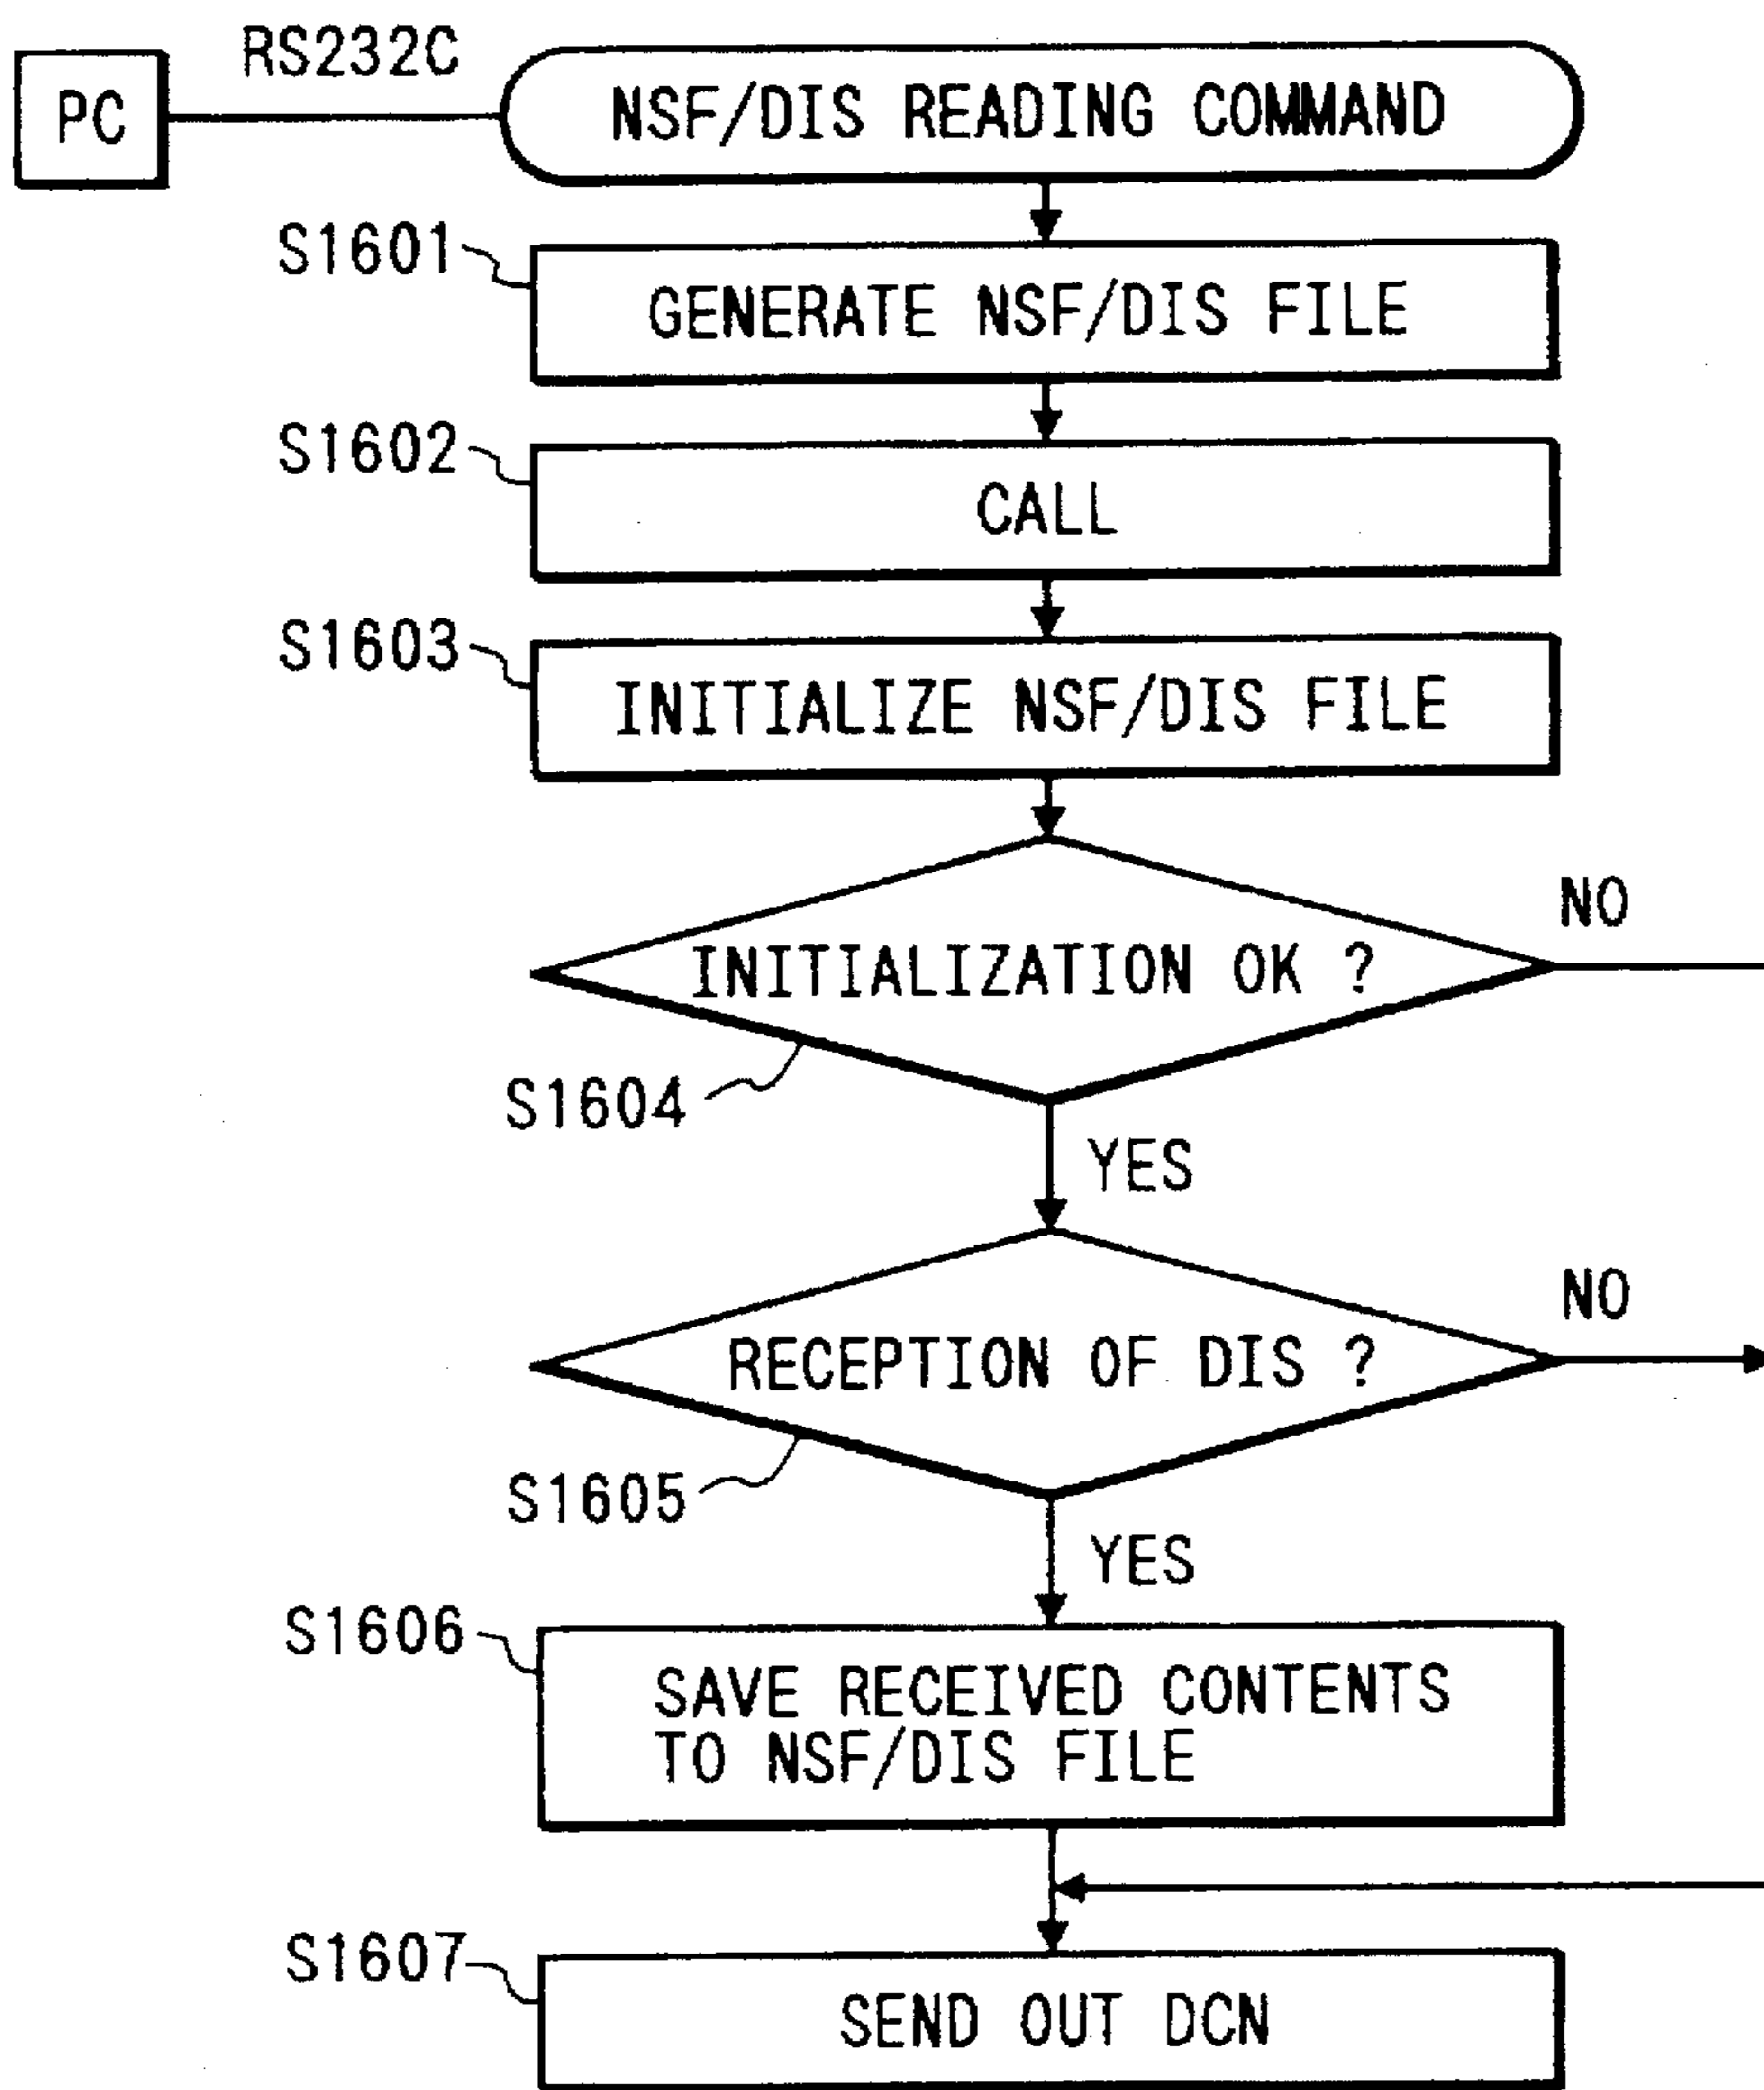 RS232C
PC
NSF/DIS READING COMMAND
S1601
GENERATE NSF/DIS FILE
S1602
CALL
S1603
INITIALIZE NSF/DIS FILE
NO
INITIALIZATION OK ?
S1604
YES
NO
RECEPTION OF DIS ?
S1605
YES
S1606
SAVE RECEIVED CONTENTS
TO NSF/DIS FILE
S1607
SEND OUT DCN